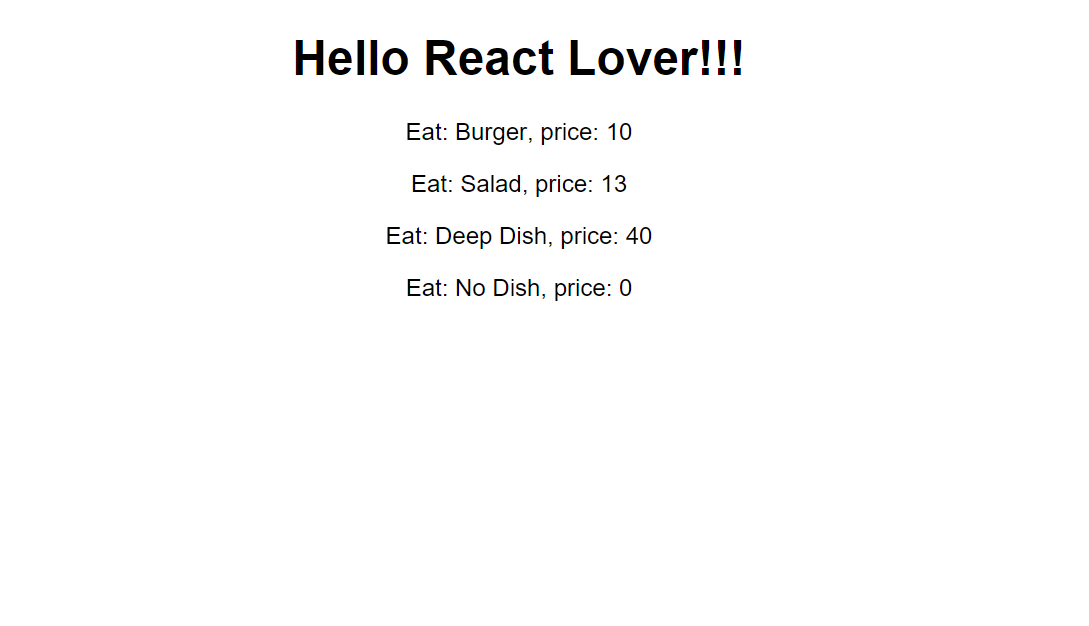 Hello React Lover!!!
Eat: Burger, price: 10
Eat: Salad, price: 13
Eat: Deep Dish, price: 40
Eat: No Dish, price: 0